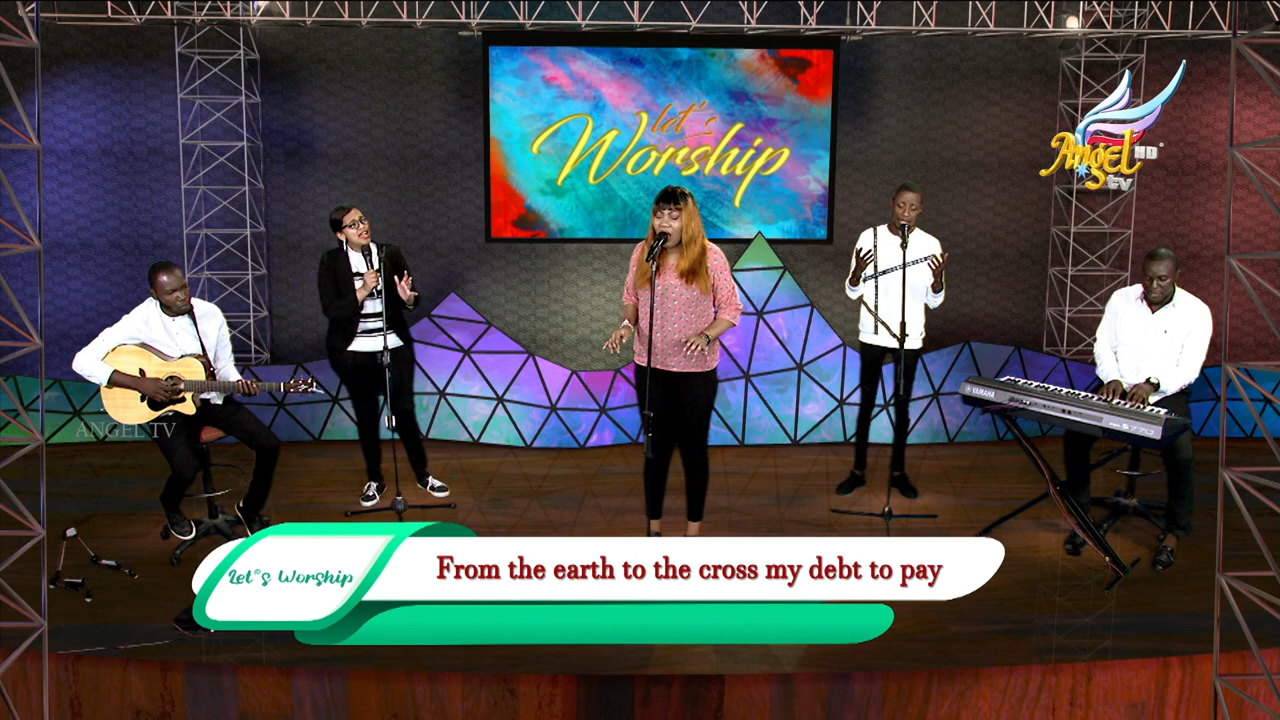 let's
Worship
Angel HD
tv
ANGEL TV
YAMAHA
S770
Let's Worship
From the earth to the cross my debt to pay